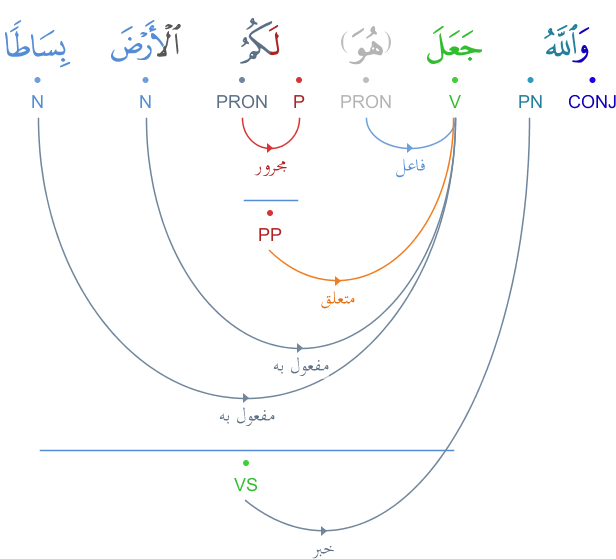 وَٱللَّهُ جَعَلَ (هُوَ) لَكُمُ ٱلْأَرْضَ بِسَاطًا
CONJ PN V PRON P PRON N N
فاعل
مجرور
PP
متعلق
مفعول به
مفعول به
VS
خبر